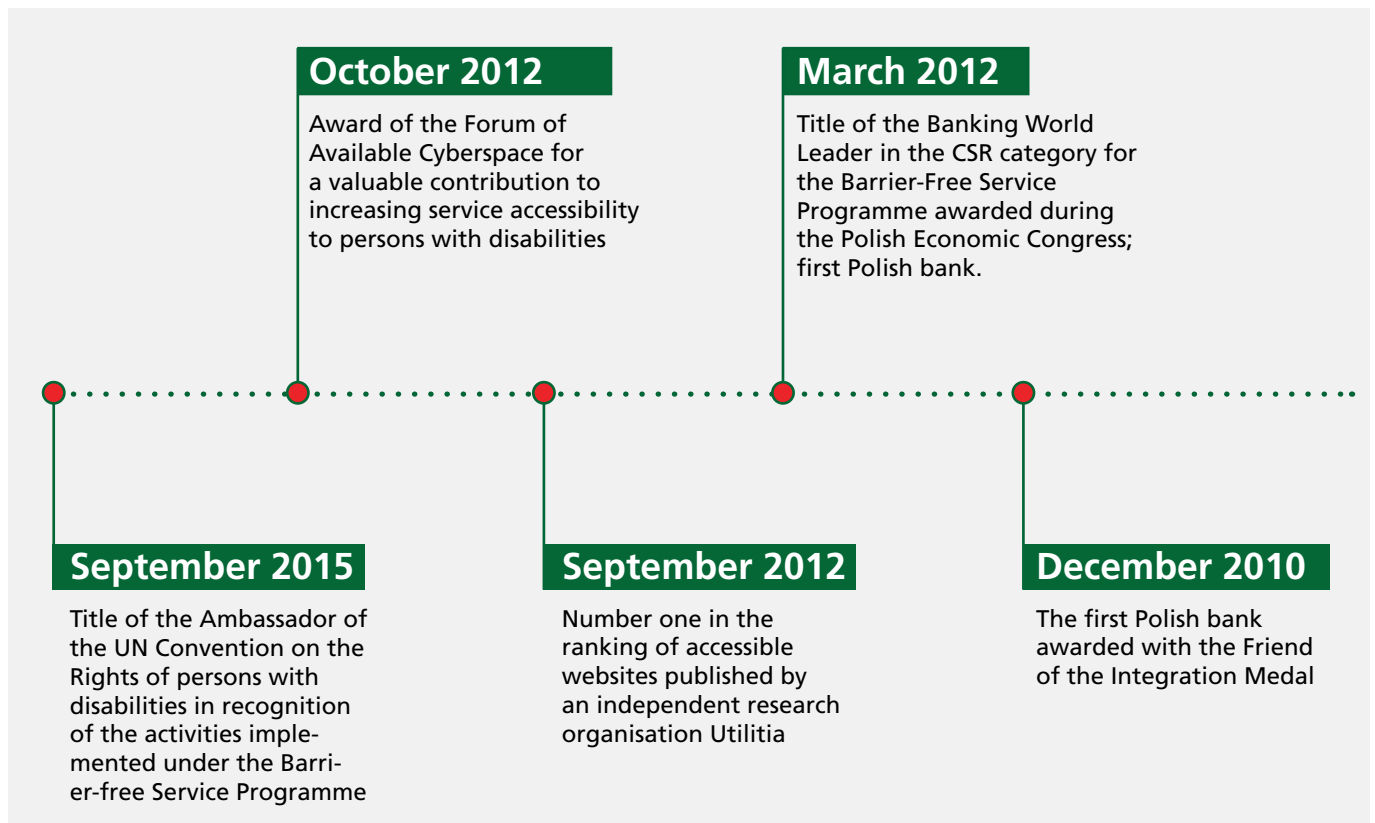 October 2012
Award of the Forum of
Available Cyberspace for
a valuable contribution to
increasing service accessibility
to persons with disabilities
March 2012
Title of the Banking World
Leader in the CSR category for
the Barrier-Free Service
Programme awarded during
the Polish Economic Congress;
first Polish bank.
September 2015
Title of the Ambassador of
the UN Convention on the
Rights of persons with
disabilities in recognition
of the activities imple-
mented under the Barri-
er-free Service Programme
September 2012
Number one in the
ranking of accessible
websites published by
an independent research
organisation Utilitia
December 2010
The first Polish bank
awarded with the Friend
of the Integration Medal